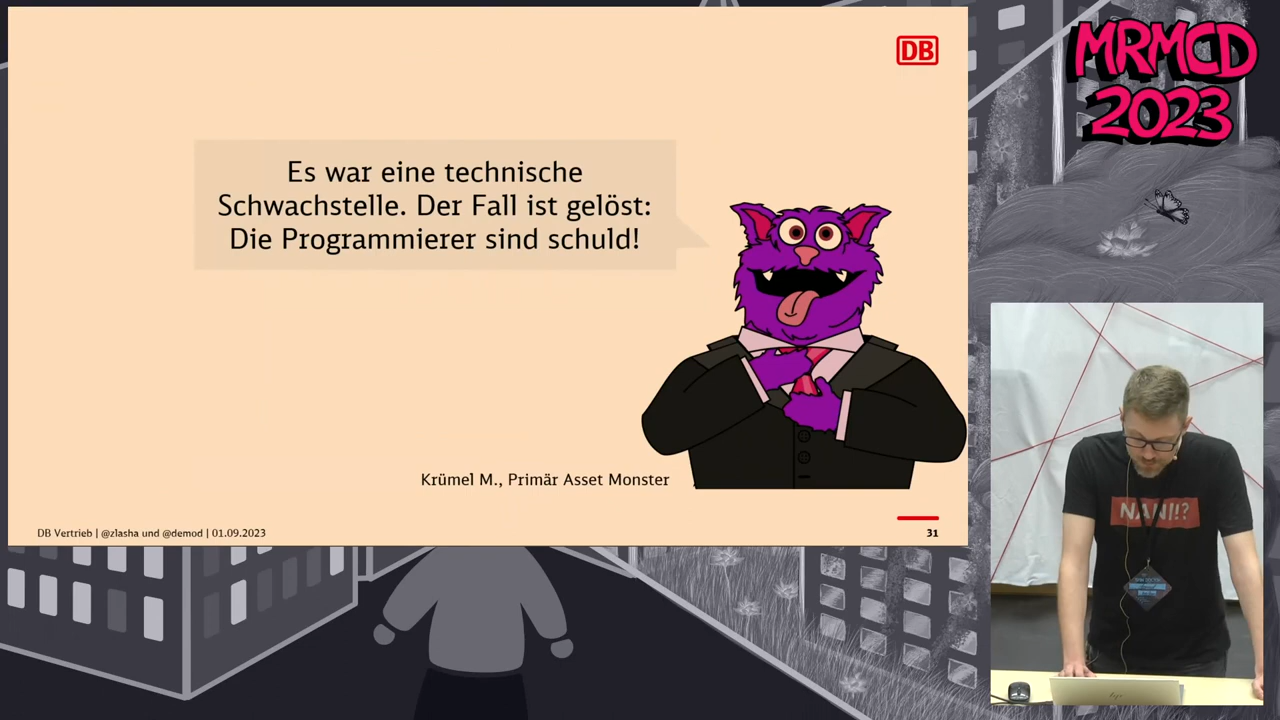 DB
MRMCD
2023
Es war eine technische
Schwachstelle. Der Fall ist gelöst:
Die Programmierer sind schuld!
Krümel M., Primär Asset Monster
DB Vertrieb | @zlasha und @demod | 01.09.2023
31
NANI!?
hp